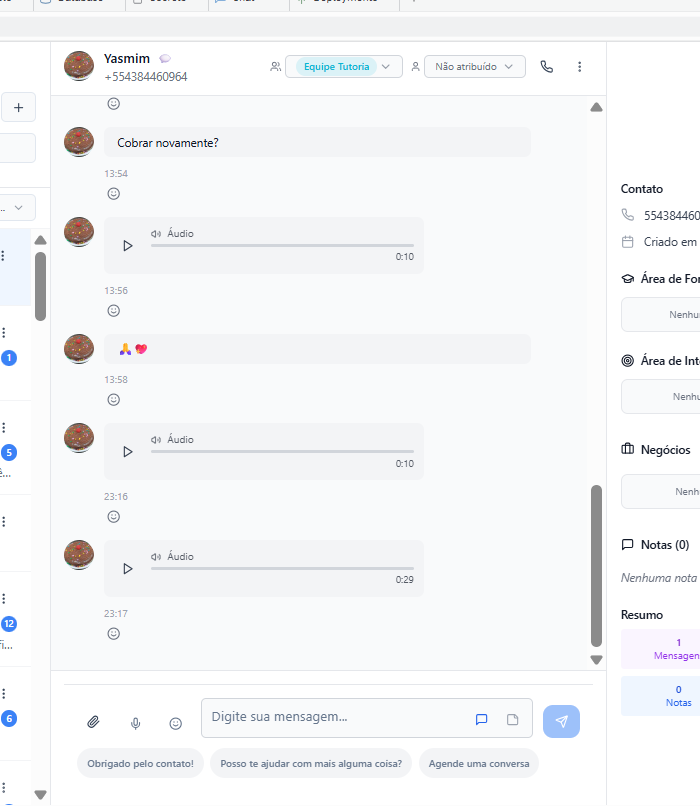 Yasmim
+554384460964
Equipe Tutoria
Não atribuído
Cobrar novamente?
13:54
Áudio
0:10
13:56
🙏💖
13:58
Áudio
0:10
23:16
Áudio
0:29
23:17
Digite sua mensagem...
Obrigado pelo contato!
Posso te ajudar com mais alguma coisa?
Agende uma conversa
1
5
12
6
Contato
554384460
Criado em
Área de For
Nenhu
Área de Int
Nenhu
Negócios
Nenh
Notas (0)
Nenhuma nota
Resumo
1
Mensagen
0
Notas